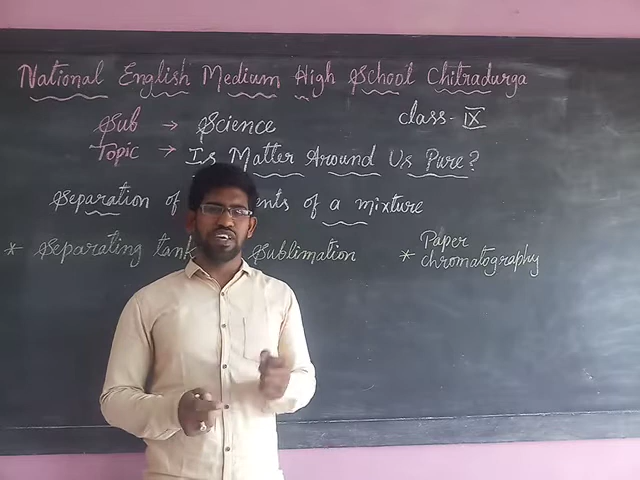 National English Medium High School Chitradurga
Sub → Science class - IX
Topic → Is Matter Around Us Pure?
Separation of ents of a mixture
* Separating tank Sublimation * Paper chromatography